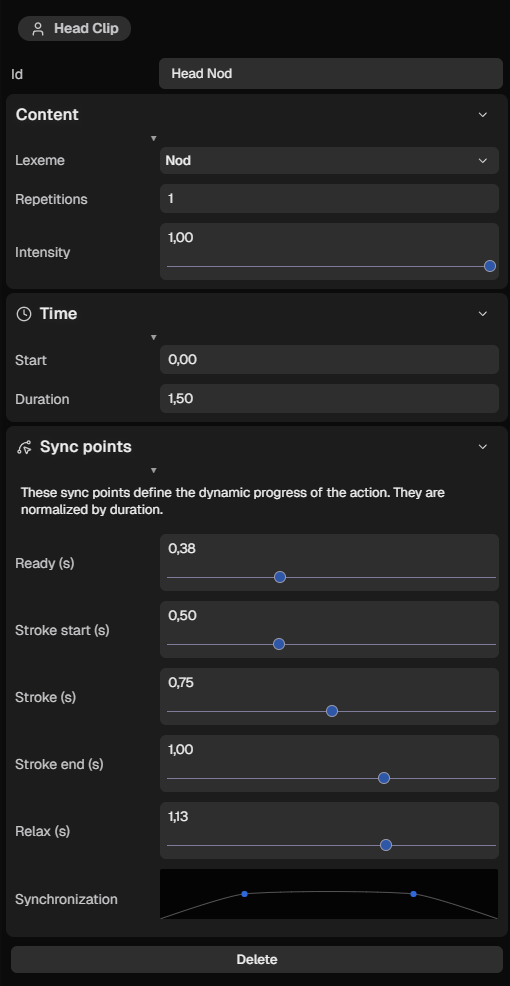 Head Clip
Id
Head Nod
Content
Lexeme
Nod
Repetitions
1
Intensity
1,00
Time
Start
0,00
Duration
1,50
Sync points
These sync points define the dynamic progress of the action. They are
normalized by duration.
Ready (s)
0,38
Stroke start (s)
0,50
Stroke (s)
0,75
Stroke end (s)
1,00
Relax (s)
1,13
Synchronization
Delete